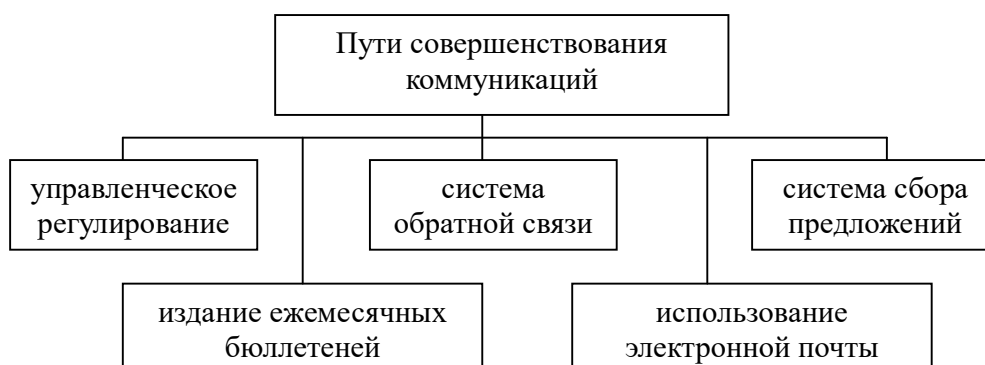 Пути совершенствования
коммуникаций
управленческое
регулирование
система
обратной связи
система сбора
предложений
издание ежемесячных
бюллетеней
использование
электронной почты